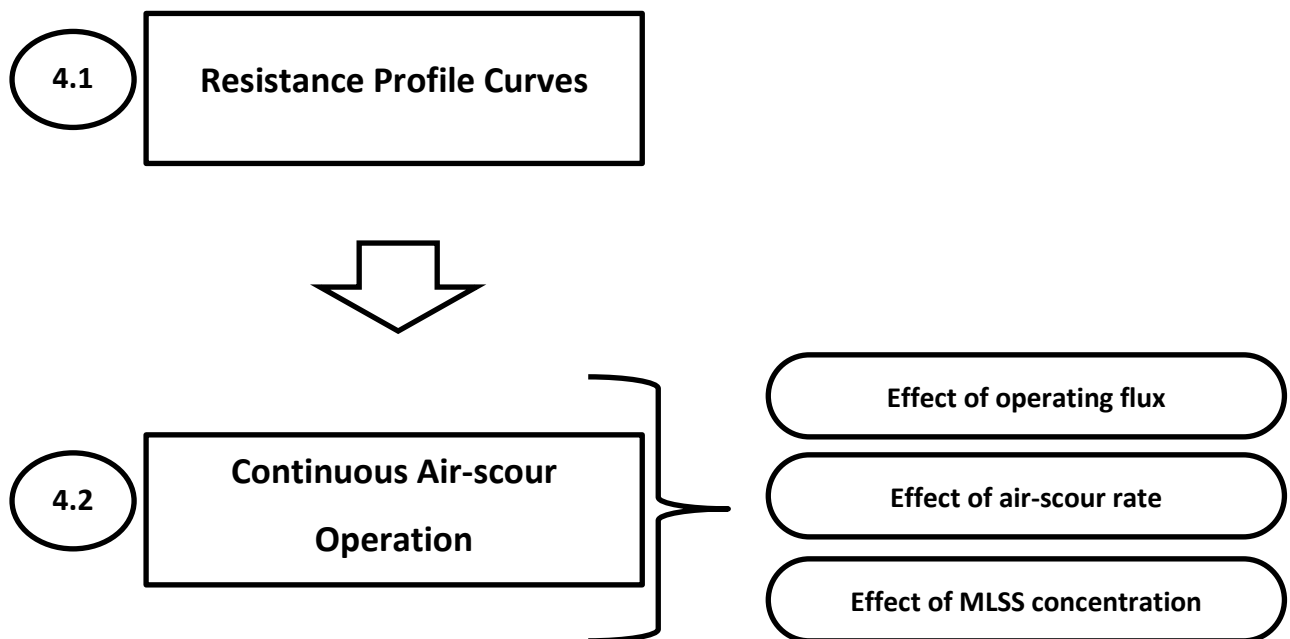 4.1
Resistance Profile Curves
4.2
Continuous Air-scour
Operation
Effect of operating flux
Effect of air-scour rate
Effect of MLSS concentration